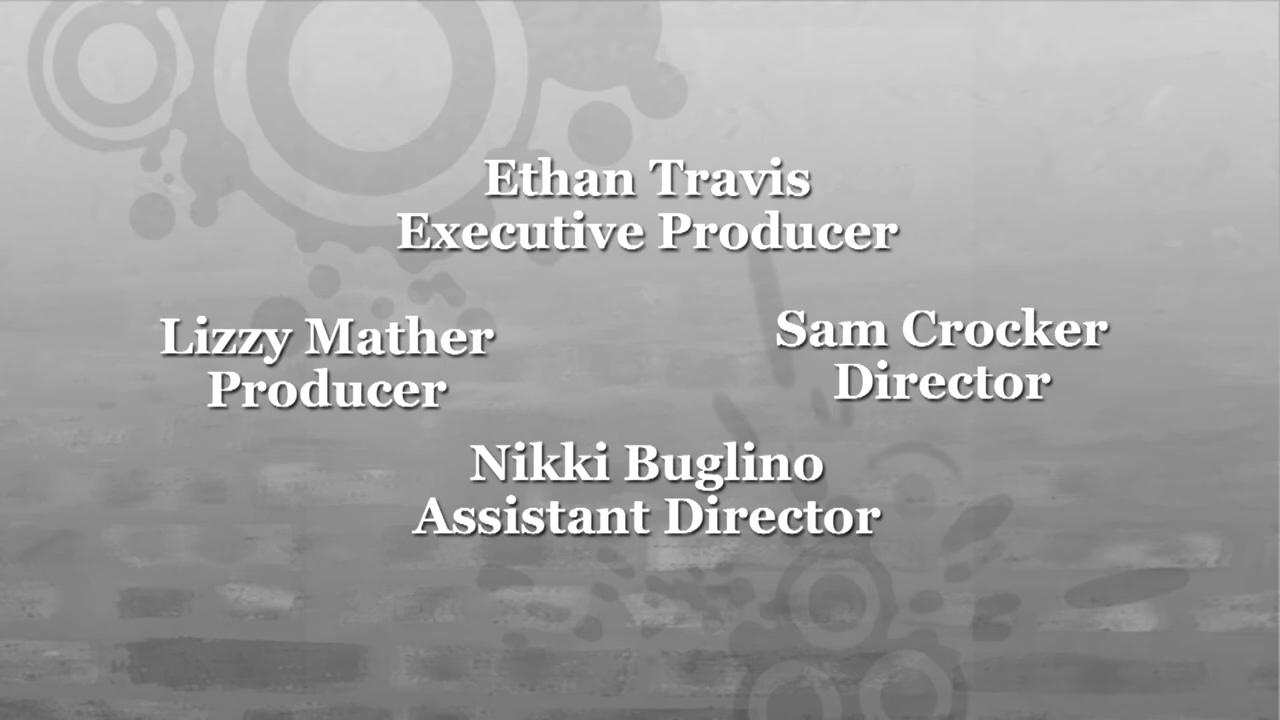 Ethan Travis
Executive Producer
Lizzy Mather
Producer
Sam Crocker
Director
Nikki Buglino
Assistant Director